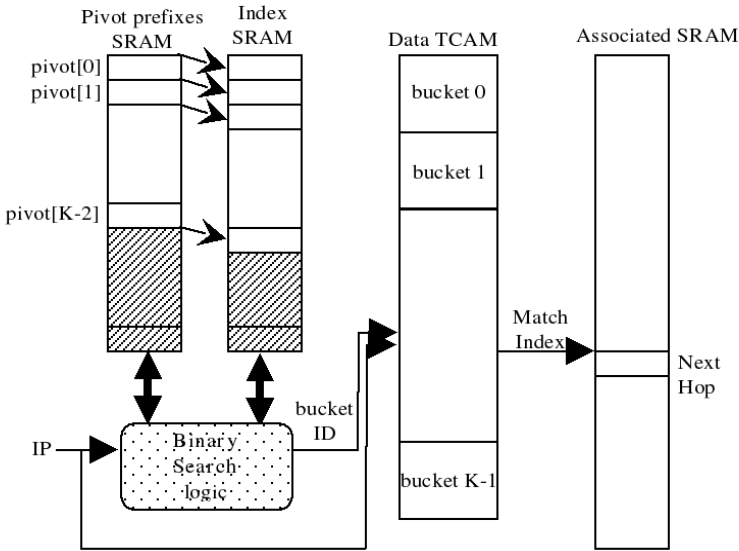 Pivot prefixes
SRAM
Index
SRAM
Data TCAM
Associated SRAM
pivot[0]
pivot[1]
pivot[K-2]
bucket 0
bucket 1
bucket K-1
Match
Index
Next
Hop
bucket
ID
IP
Binary
Search
logic